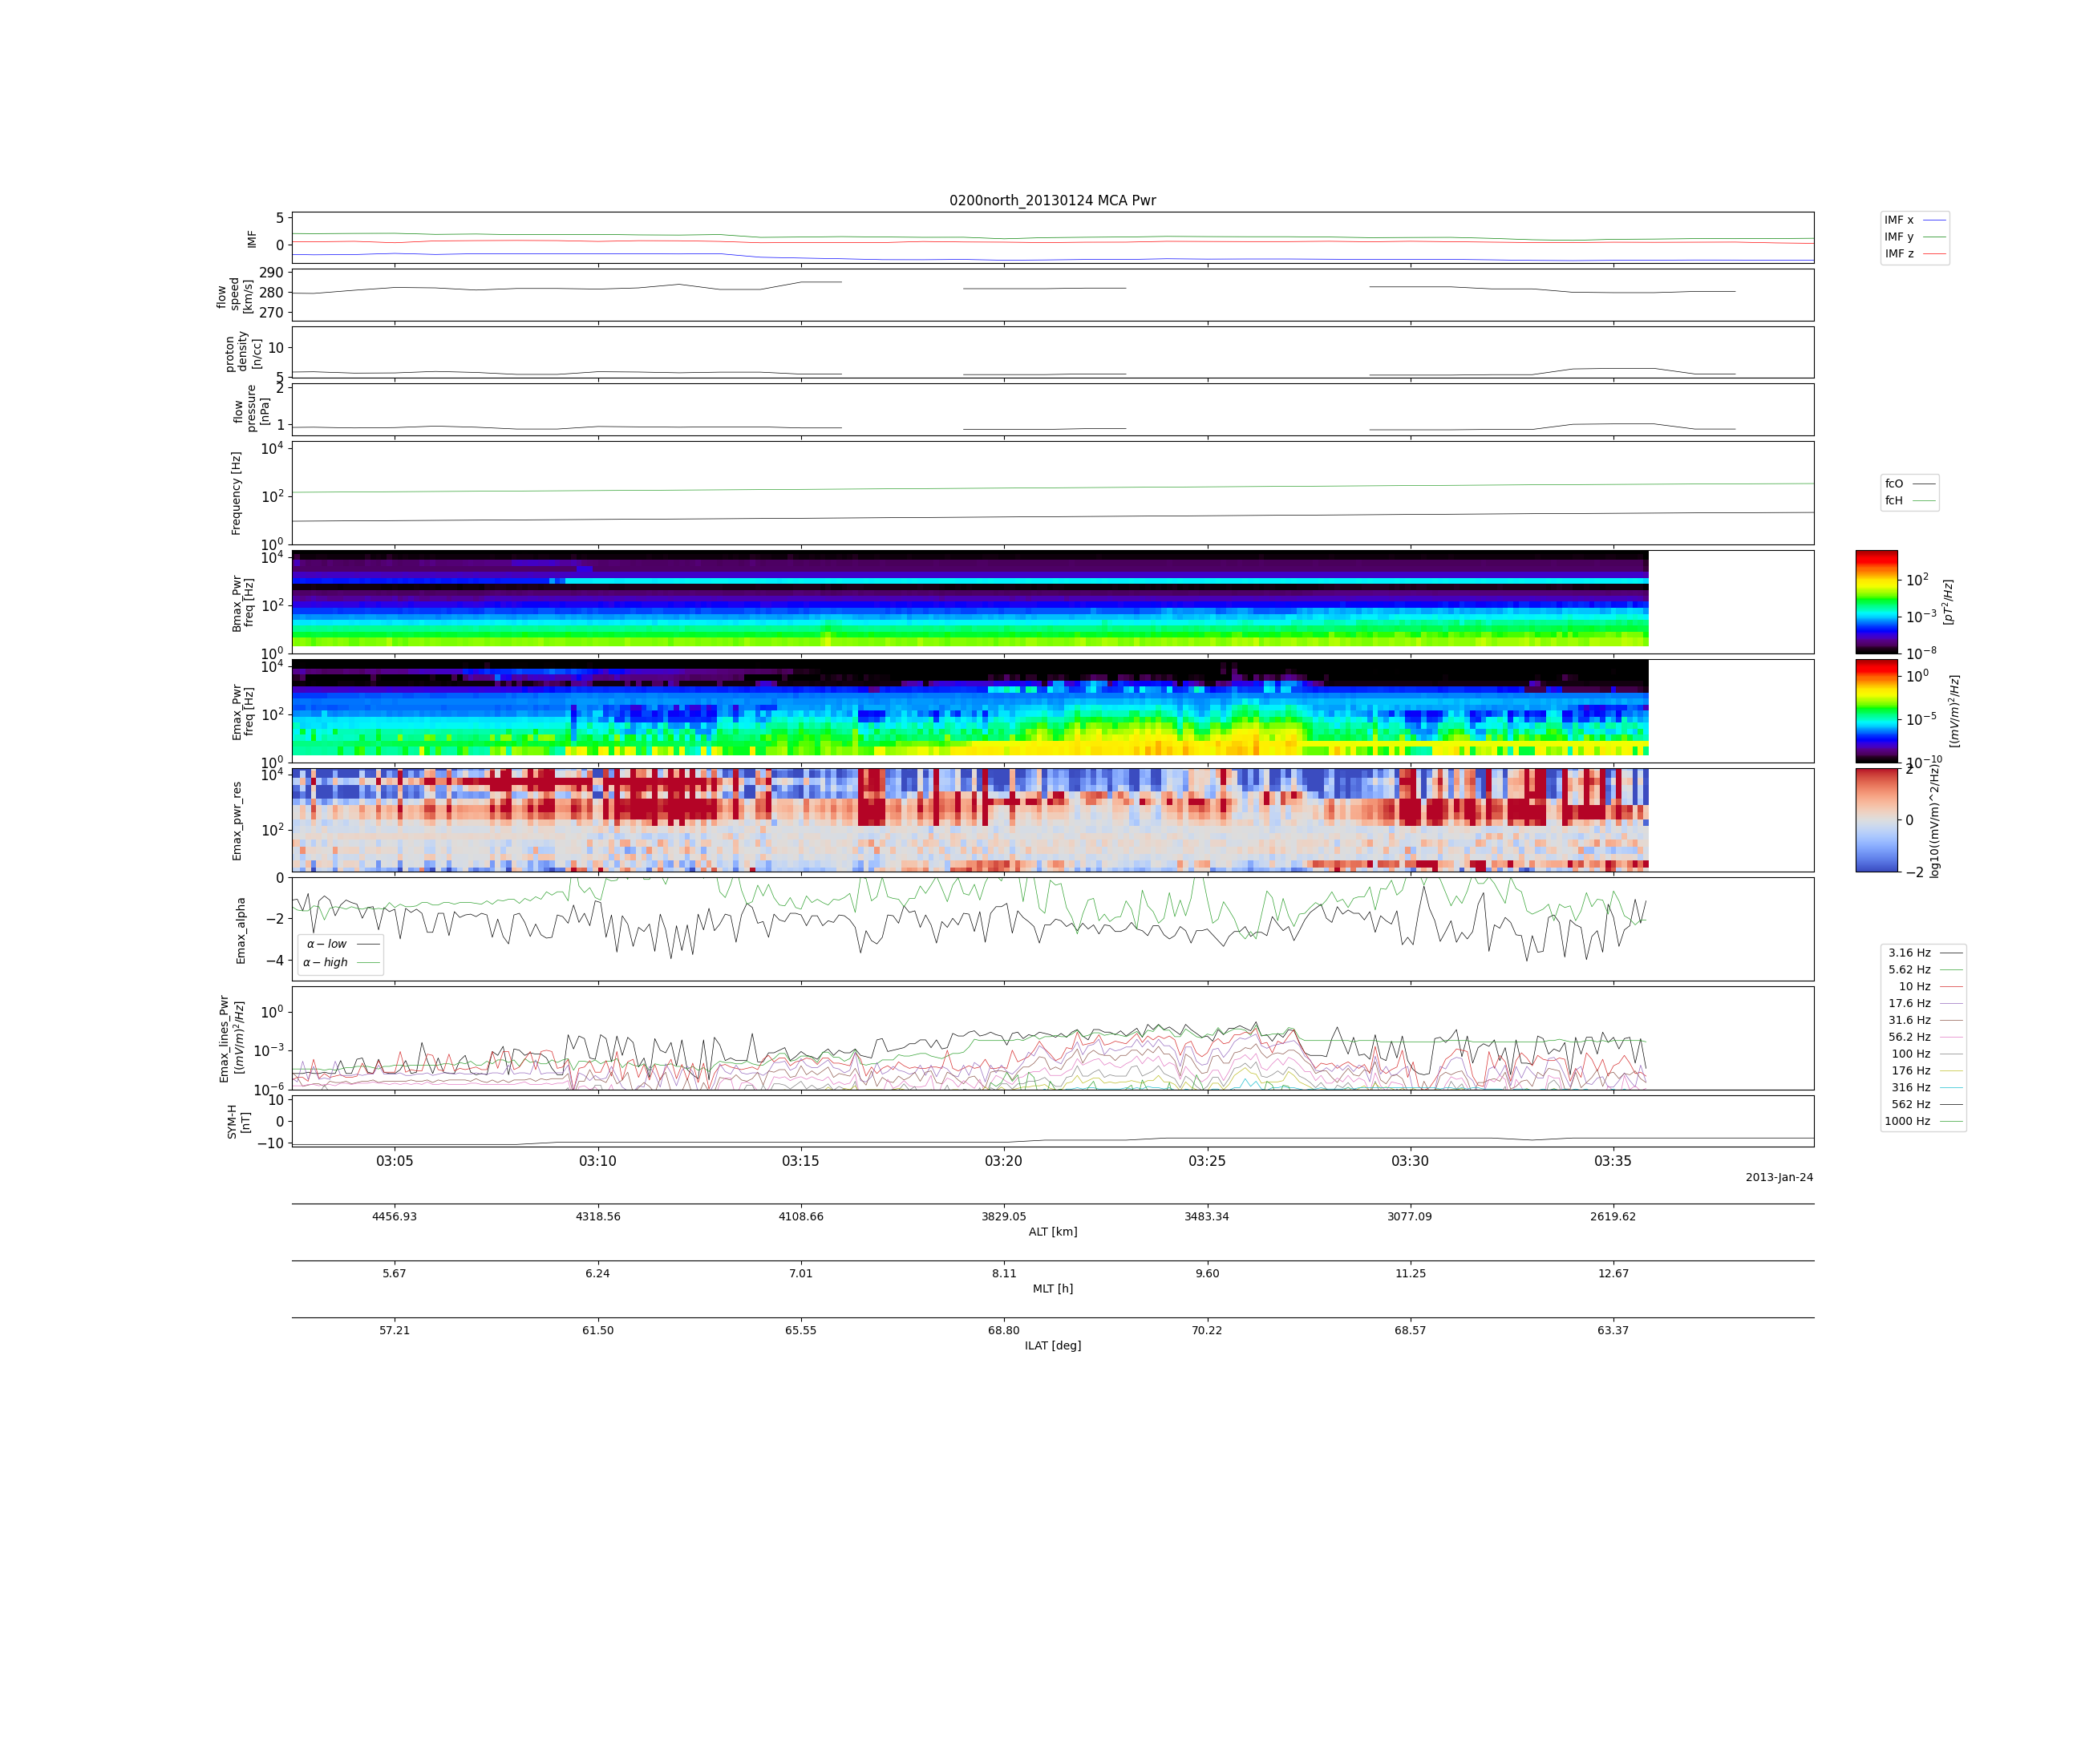 0200north_20130124 MCA Pwr
IMF
5
0
IMF x
IMF y
IMF z
flow
speed
[km/s]
290
280
270
proton
density
[n/cc]
10
5
flow
pressure
[nPa]
2
1
Frequency [Hz]
10^4
10^2
10^0
fcO
fcH
Bmax_Pwr
freq [Hz]
10^4
10^2
10^0
10^2
10^-3
10^-8
[pT^2/Hz]
Emax_Pwr
freq [Hz]
10^4
10^2
10^0
10^0
10^-5
10^-10
[(mV/m)^2/Hz]
Emax_pwr_res
10^4
10^2
2
0
−2
log10((mV/m)^2/Hz)
Emax_alpha
0
−2
−4
α − low
α − high
Emax_lines_Pwr
[(mV/m)^2/Hz]
10^0
10^-3
10^-6
3.16 Hz
5.62 Hz
10 Hz
17.6 Hz
31.6 Hz
56.2 Hz
100 Hz
176 Hz
316 Hz
562 Hz
1000 Hz
SYM-H
[nT]
10
0
−10
03:05 03:10 03:15 03:20 03:25 03:30 03:35
2013-Jan-24
4456.93 4318.56 4108.66 3829.05 3483.34 3077.09 2619.62
ALT [km]
5.67 6.24 7.01 8.11 9.60 11.25 12.67
MLT [h]
57.21 61.50 65.55 68.80 70.22 68.57 63.37
ILAT [deg]